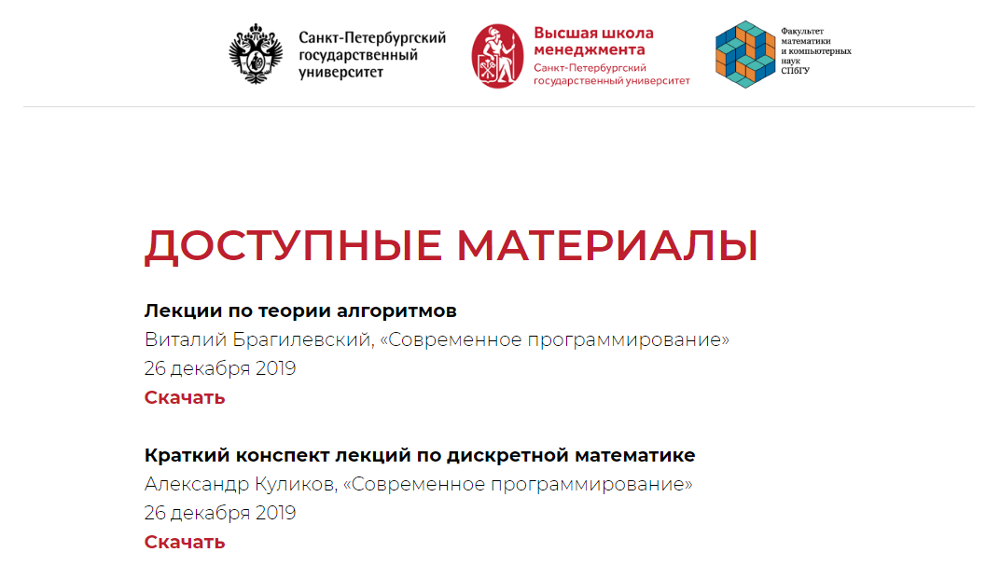 Санкт-Петербургский
государственный
университет
Высшая школа
менеджмента
Санкт-Петербургский
государственный университет
Факультет
математики
и компьютерных
наук
СПбГУ
ДОСТУПНЫЕ МАТЕРИАЛЫ
Лекции по теории алгоритмов
Виталий Брагилевский, «Современное программирование»
26 декабря 2019
Скачать
Краткий конспект лекций по дискретной математике
Александр Куликов, «Современное программирование»
26 декабря 2019
Скачать